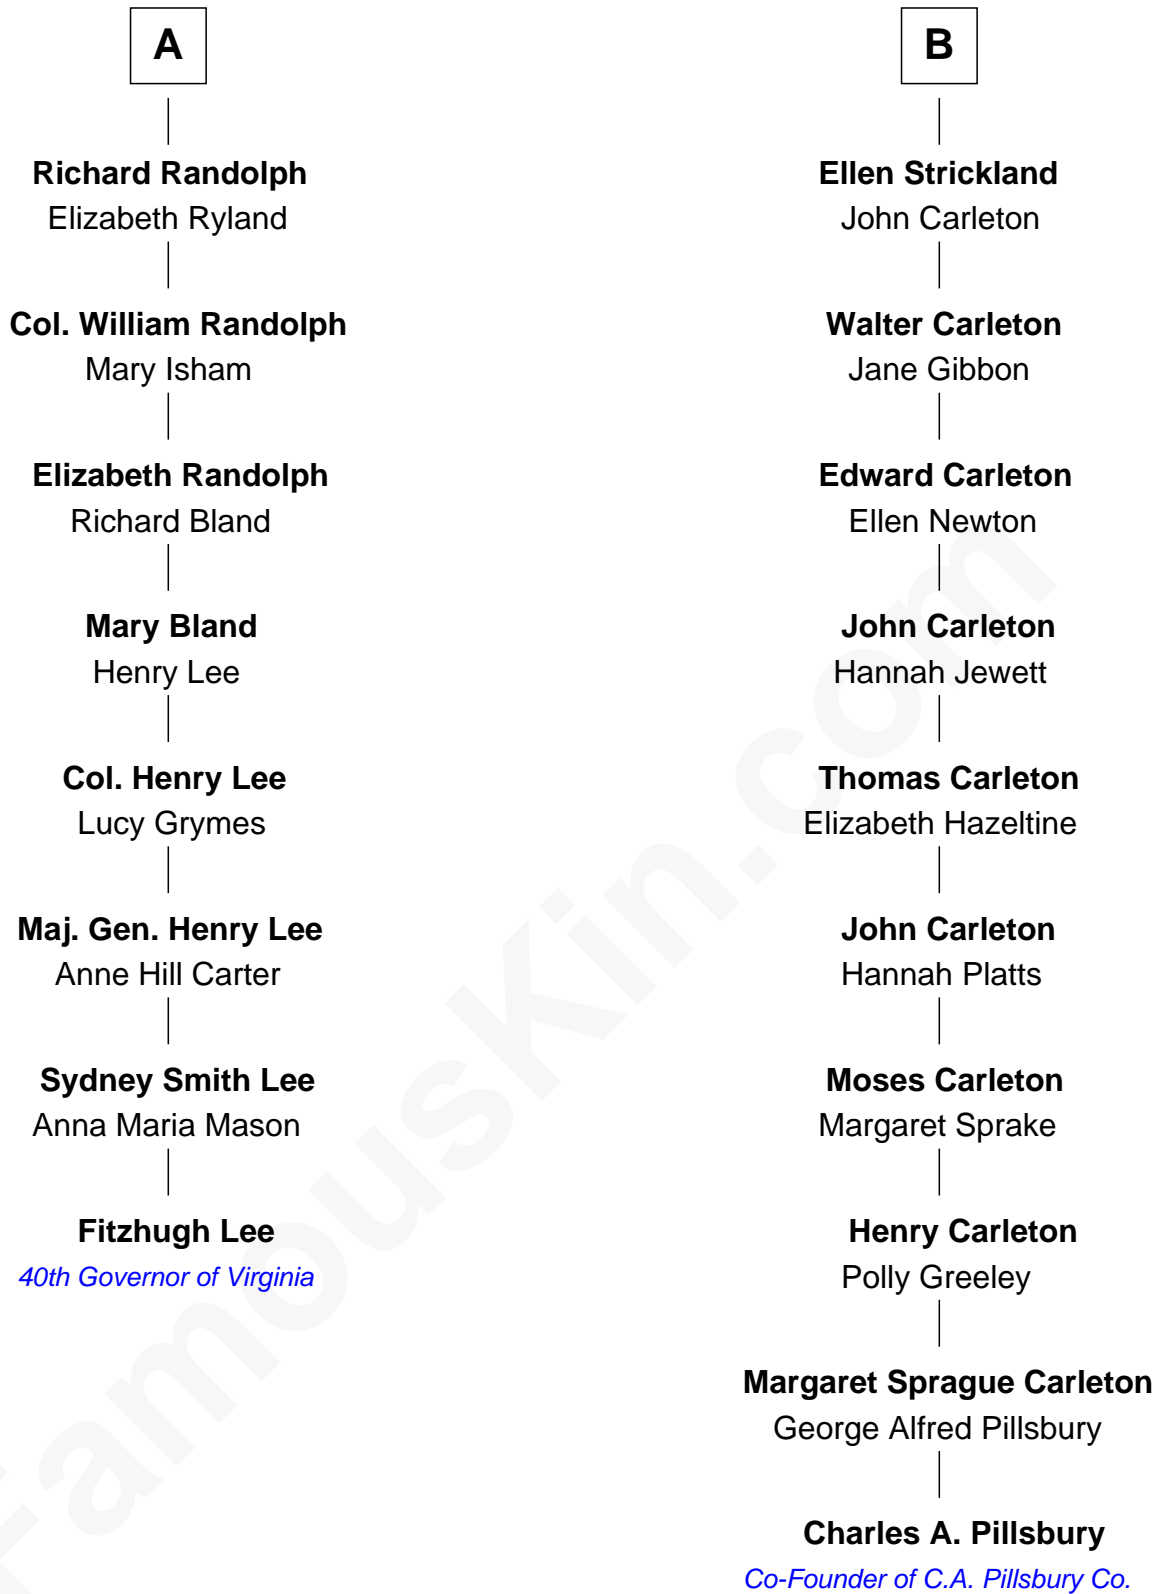 A
Richard Randolph
Elizabeth Ryland
Col. William Randolph
Mary Isham
Elizabeth Randolph
Richard Bland
Mary Bland
Henry Lee
Col. Henry Lee
Lucy Grymes
Maj. Gen. Henry Lee
Anne Hill Carter
Sydney Smith Lee
Anna Maria Mason
Fitzhugh Lee
40th Governor of Virginia
B
Ellen Strickland
John Carleton
Walter Carleton
Jane Gibbon
Edward Carleton
Ellen Newton
John Carleton
Hannah Jewett
Thomas Carleton
Elizabeth Hazeltine
John Carleton
Hannah Platts
Moses Carleton
Margaret Sprake
Henry Carleton
Polly Greeley
Margaret Sprague Carleton
George Alfred Pillsbury
Charles A. Pillsbury
Co-Founder of C.A. Pillsbury Co.
FamousKin.com